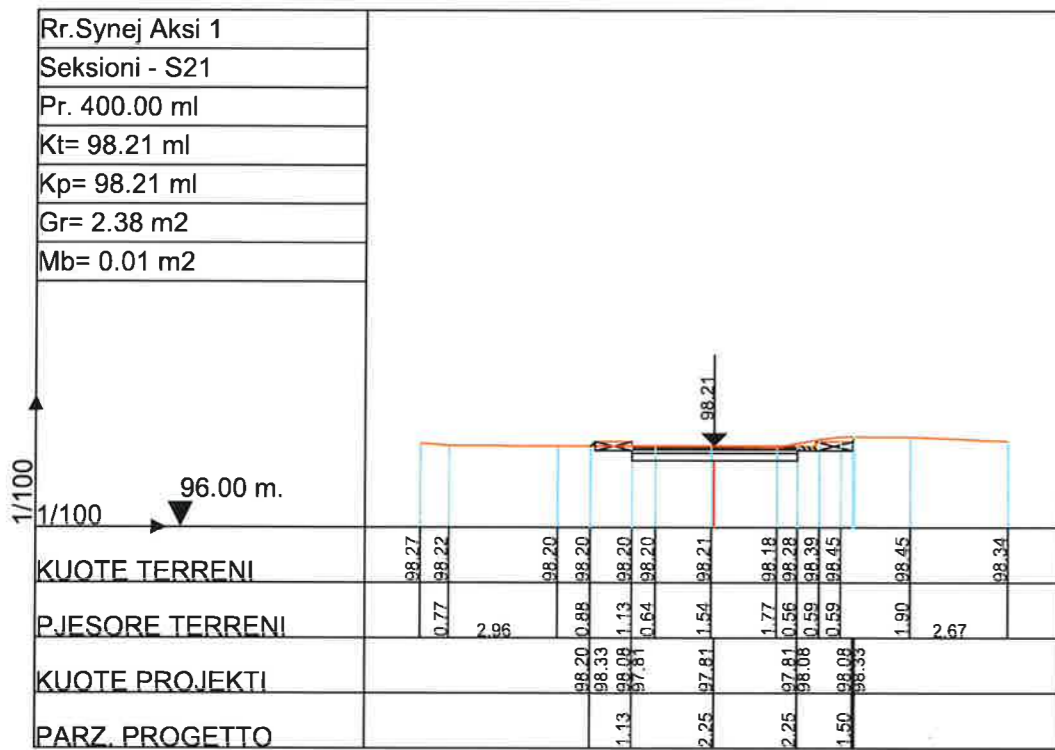 Rr.Synej Aksi 1
Seksioni - S21
Pr. 400.00 ml
Kt= 98.21 ml
Kp= 98.21 ml
Gr= 2.38 m2
Mb= 0.01 m2
98.21
1/100
96.00 m.
1/100
KUOTE TERRENI 98.27 98.22 98.20 98.20 98.20 98.20 98.21 98.18 98.28 98.39 98.45 98.45 98.34
PJESORE TERRENI 0.77 2.96 0.88 1.13 0.64 1.54 1.77 0.56 0.59 0.59 1.90 2.67
KUOTE PROJEKTI 98.20 98.33 98.08 97.81 97.81 97.81 98.08 98.08 98.33
PARZ. PROGETTO 1.13 2.25 2.25 1.50